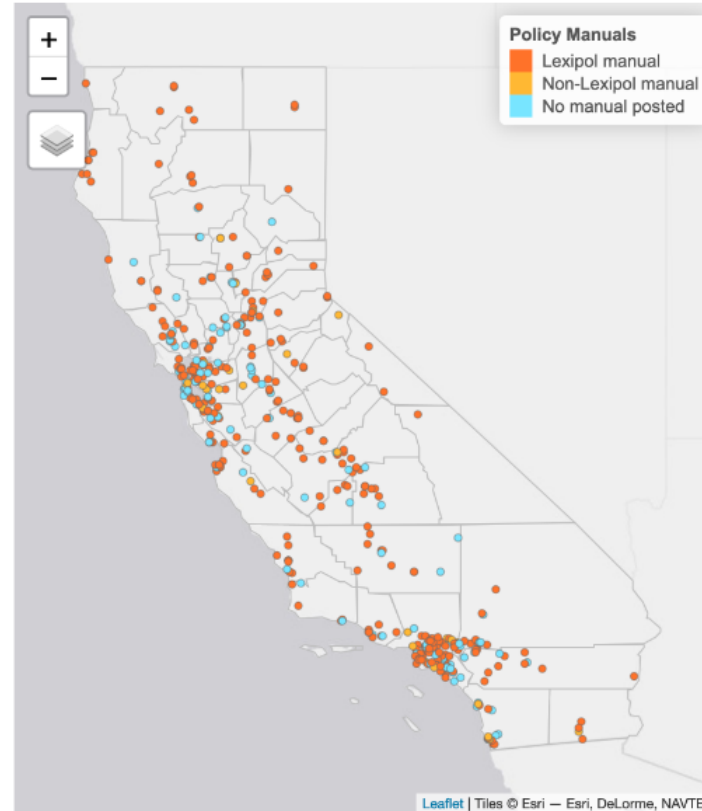 +
−
Policy Manuals
Lexipol manual
Non-Lexipol manual
No manual posted
Leaflet | Tiles © Esri — Esri, DeLorme, NAVTE